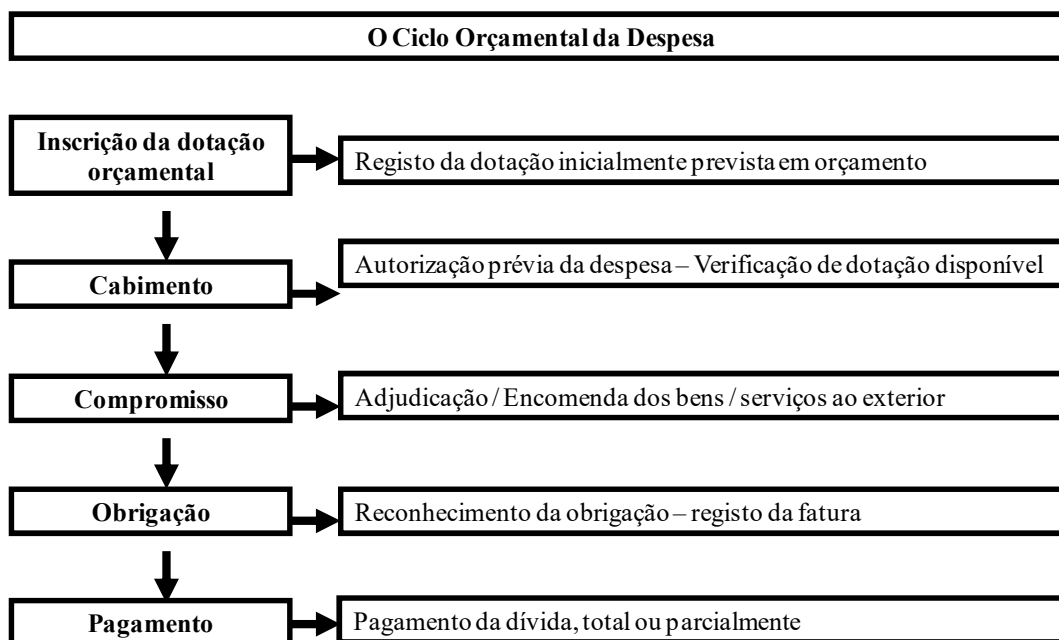 O Ciclo Orçamental da Despesa
Inscrição da dotação
orçamental
Registo da dotação inicialmente prevista em orçamento
Cabimento
Autorização prévia da despesa – Verificação de dotação disponível
Compromisso
Adjudicação / Encomenda dos bens / serviços ao exterior
Obrigação
Reconhecimento da obrigação – registo da fatura
Pagamento
Pagamento da dívida, total ou parcialmente